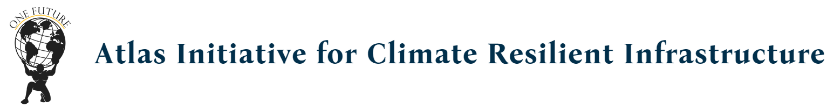 ONE FUTURE
Atlas Initiative for Climate Resilient Infrastructure